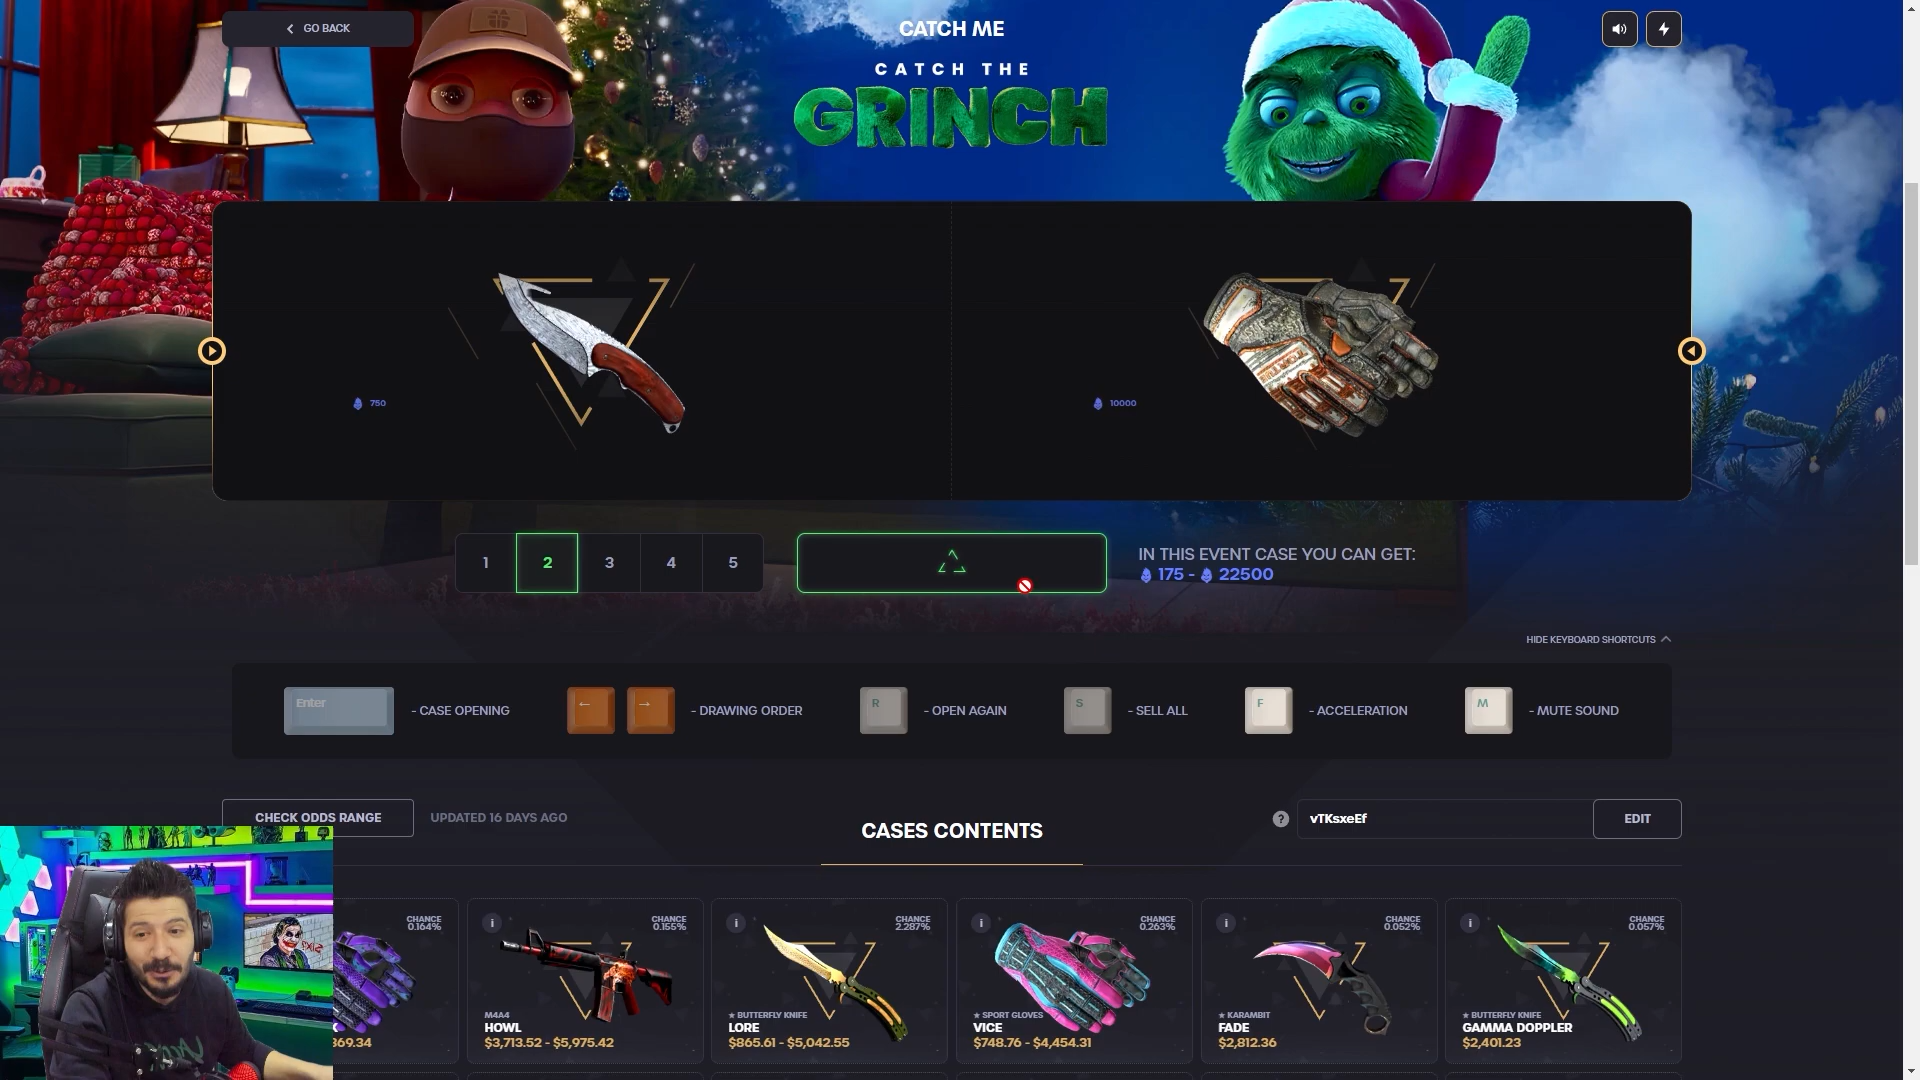 GO BACK
CATCH ME
CATCH THE
GRINCH
750
10000
1
2
3
4
5
IN THIS EVENT CASE YOU CAN GET:
175 - 22500
HIDE KEYBOARD SHORTCUTS
Enter
- CASE OPENING
← →
- DRAWING ORDER
R
- OPEN AGAIN
S
- SELL ALL
F
- ACCELERATION
M
- MUTE SOUND
CHECK ODDS RANGE
UPDATED 16 DAYS AGO
CASES CONTENTS
?
vTKsxeEf
EDIT
CHANCE
0.164%
869.34
i
CHANCE
0.155%
M4A4
HOWL
$3,713.52 - $5,975.42
i
CHANCE
2.287%
★ BUTTERFLY KNIFE
LORE
$865.61 - $5,042.55
i
CHANCE
0.263%
★ SPORT GLOVES
VICE
$748.76 - $4,454.31
i
CHANCE
0.052%
★ KARAMBIT
FADE
$2,812.36
i
CHANCE
0.057%
★ BUTTERFLY KNIFE
GAMMA DOPPLER
$2,401.23